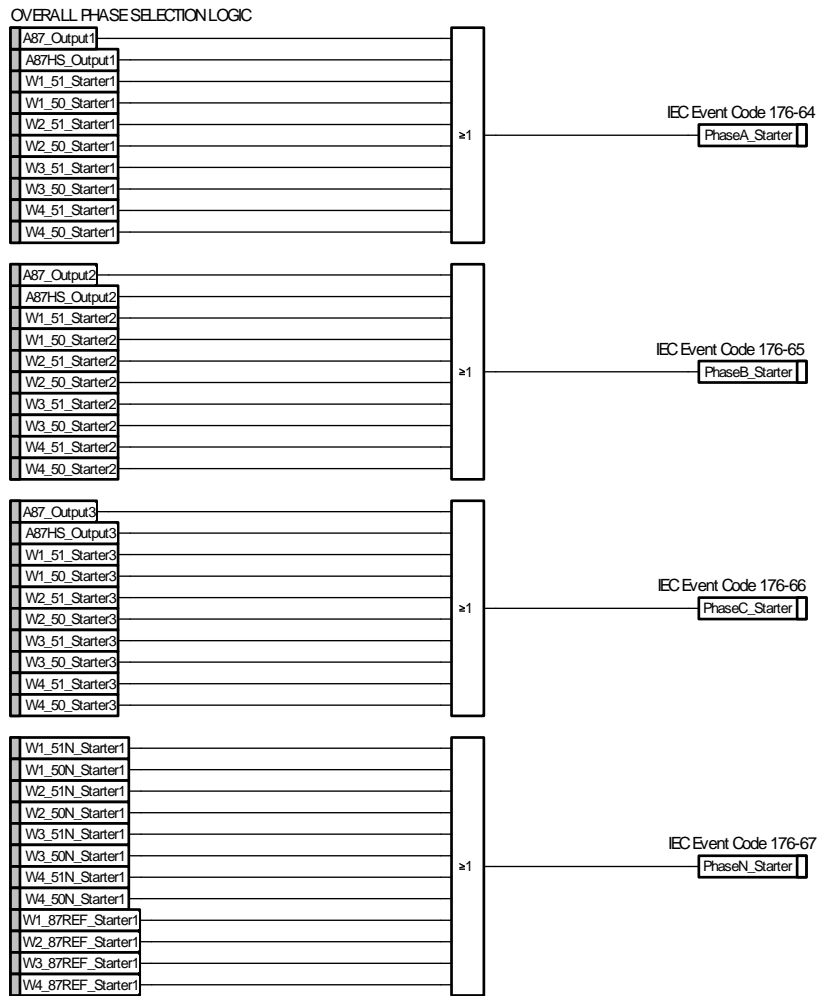 OVERALL PHASE SELECTION LOGIC
A87_Output1
A87HS_Output1
W1_51_Starter1
W1_50_Starter1
W2_51_Starter1
W2_50_Starter1
W3_51_Starter1
W3_50_Starter1
W4_51_Starter1
W4_50_Starter1
≥1
IEC Event Code 176-64
PhaseA_Starter
A87_Output2
A87HS_Output2
W1_51_Starter2
W1_50_Starter2
W2_51_Starter2
W2_50_Starter2
W3_51_Starter2
W3_50_Starter2
W4_51_Starter2
W4_50_Starter2
≥1
IEC Event Code 176-65
PhaseB_Starter
A87_Output3
A87HS_Output3
W1_51_Starter3
W1_50_Starter3
W2_51_Starter3
W2_50_Starter3
W3_51_Starter3
W3_50_Starter3
W4_51_Starter3
W4_50_Starter3
≥1
IEC Event Code 176-66
PhaseC_Starter
W1_51N_Starter1
W1_50N_Starter1
W2_51N_Starter1
W2_50N_Starter1
W3_51N_Starter1
W3_50N_Starter1
W4_51N_Starter1
W4_50N_Starter1
W1_87REF_Starter1
W2_87REF_Starter1
W3_87REF_Starter1
W4_87REF_Starter1
≥1
IEC Event Code 176-67
PhaseN_Starter